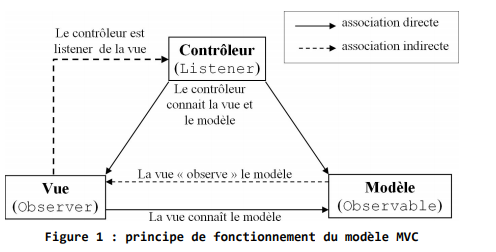 Le contrôleur est
listener de la vue
Contrôleur
(Listener)
association directe
association indirecte
Le contrôleur
connait la vue et
le modèle
La vue « observe » le modèle
Vue
(Observer)
Modèle
(Observable)
La vue connaît le modèle
Figure 1 : principe de fonctionnement du modèle MVC